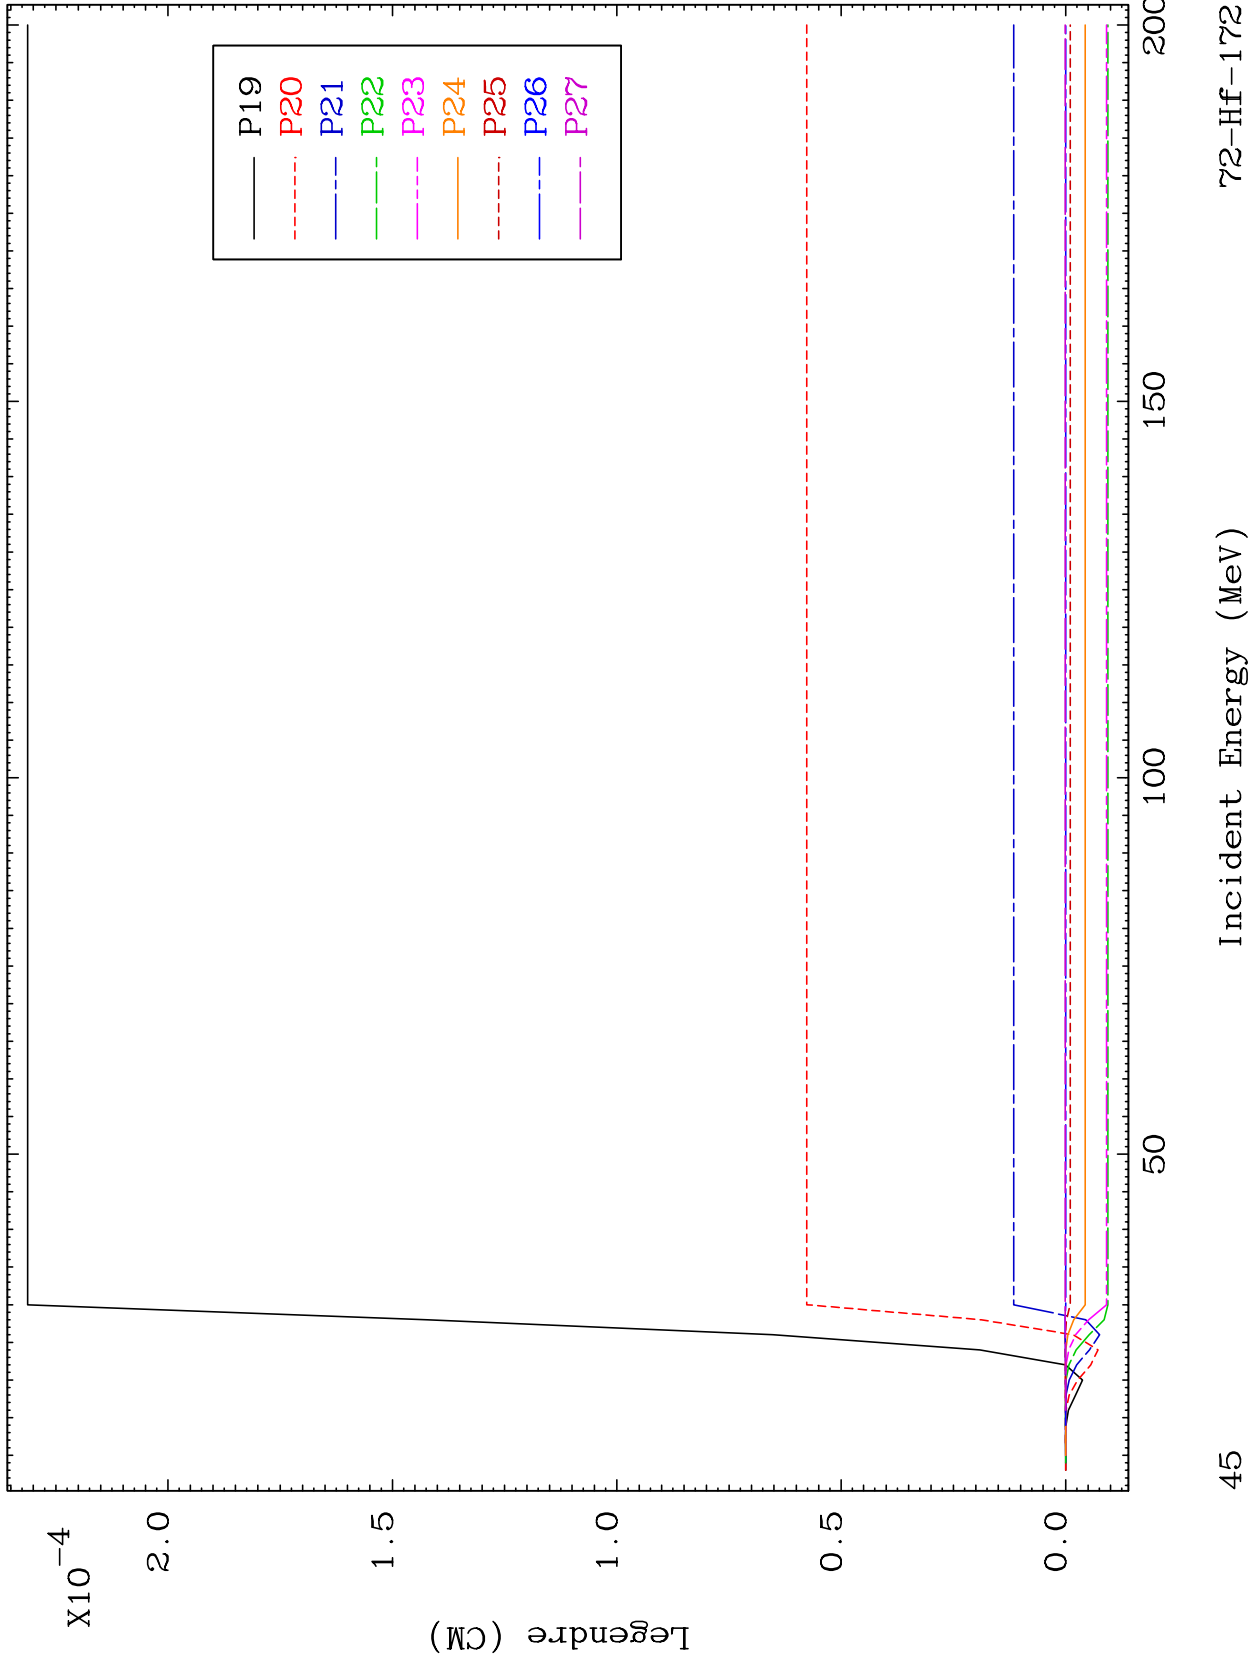 X10-4
2.0
1.5
1.0
0.5
0.0
Legendre (CM)
P19
P20
P21
P22
P23
P24
P25
P26
P27
50
100
150
200
Incident Energy (MeV)
45
72-Hf-172